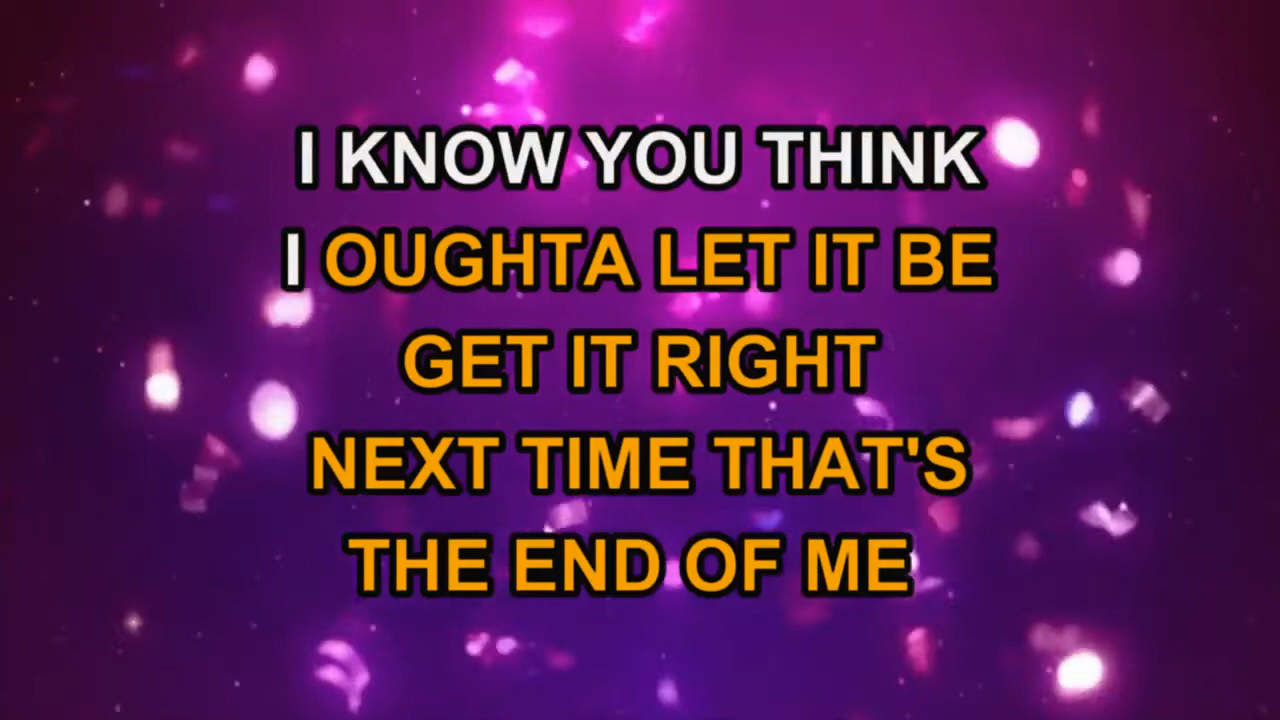 I KNOW YOU THINK
I OUGHTA LET IT BE
GET IT RIGHT
NEXT TIME THAT'S
THE END OF ME